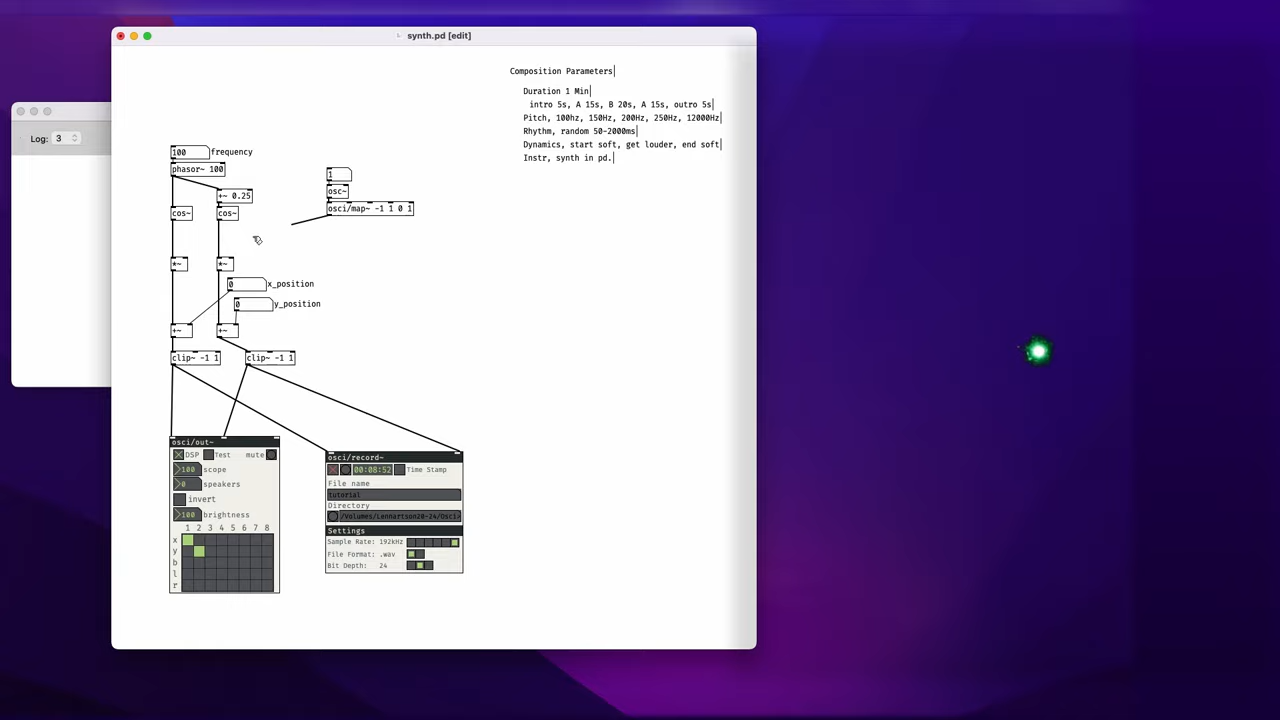 synth.pd [edit]
Log: 3
Composition Parameters
Duration 1 Min
intro 5s, A 15s, B 20s, A 15s, outro 5s
Pitch, 100hz, 150Hz, 200Hz, 250Hz, 12000Hz
Rhythm, random 50-2000ms
Dynamics, start soft, get louder, end soft
Instr, synth in pd.
100 frequency
phasor~ 100
+~ 0.25
cos~
cos~
1
osc~
osci/map~ -1 1 0 1
*~
*~
0 x_position
0 y_position
+~
+~
clip~ -1 1
clip~ -1 1
osci/out~
DSP Test mute
100 scope
0 speakers
invert
100 brightness
1 2 3 4 5 6 7 8
x
y
b
l
r
osci/record~
00:08:52 Time Stamp
File name
tutorial
Directory
/Volumes/Lennartson20-24/Osci
Settings
Sample Rate: 192kHz
File Format: .wav
Bit Depth: 24